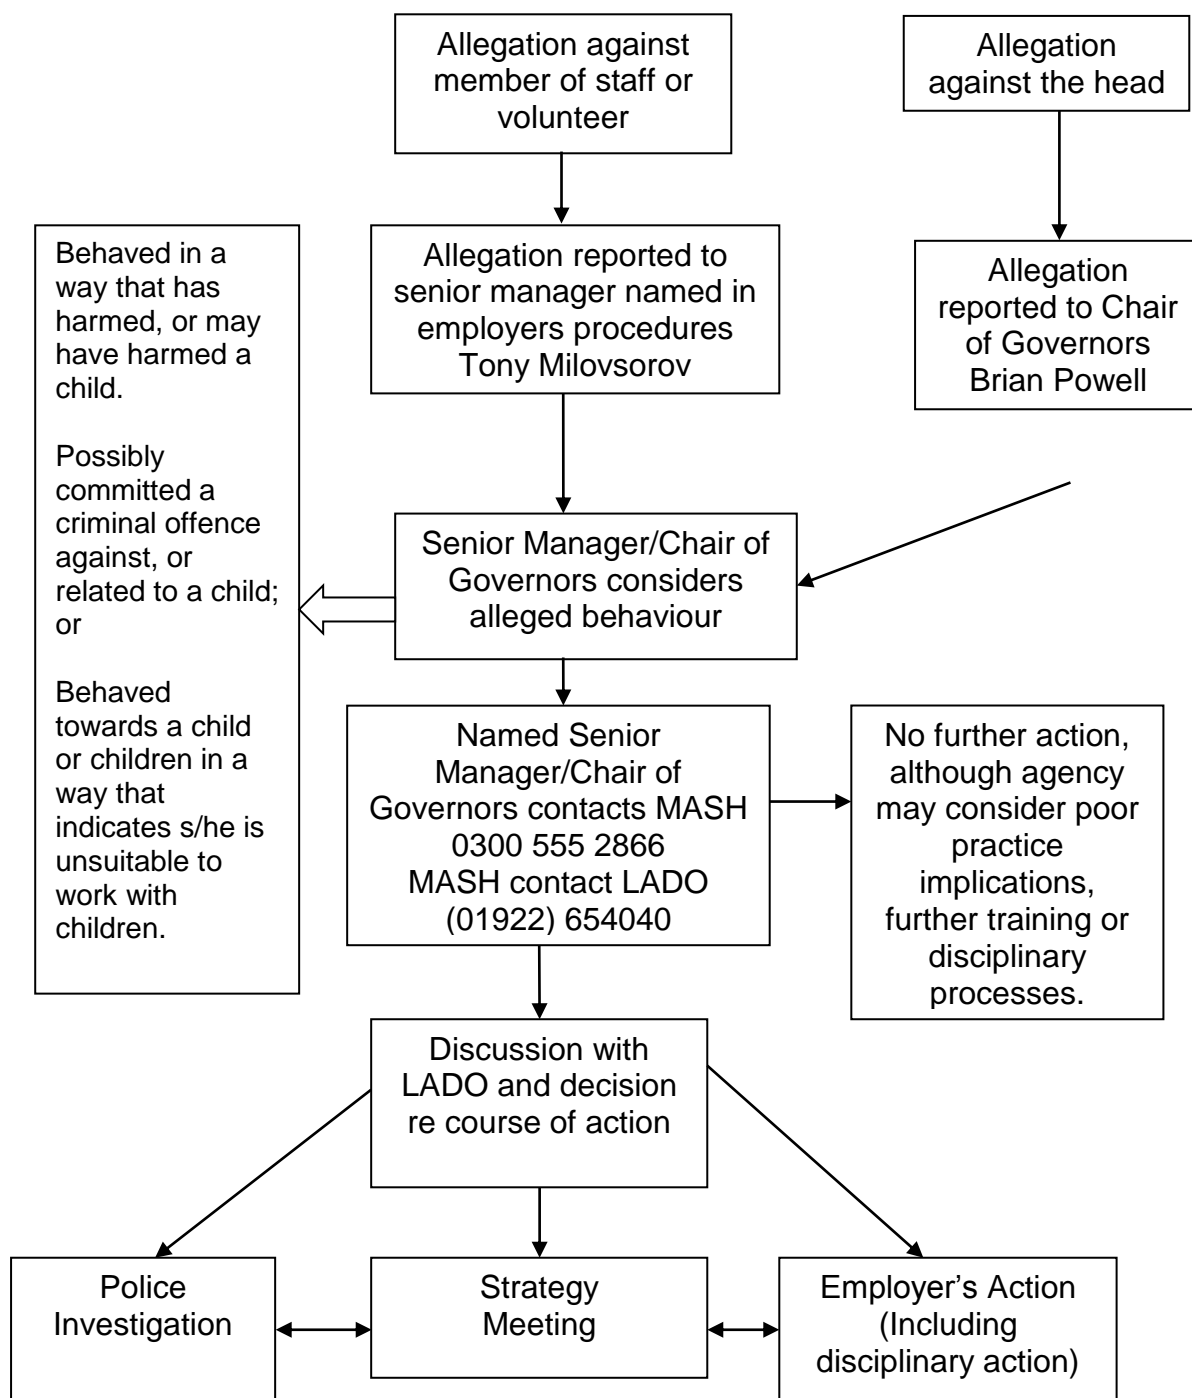 Allegation against
member of staff or
volunteer
Allegation
against the head
Behaved in a
way that has
harmed, or may
have harmed a
child.
Possibly
committed a
criminal offence
against, or
related to a child;
or
Behaved
towards a child
or children in a
way that
indicates s/he is
unsuitable to
work with
children.
Allegation reported to
senior manager named in
employers procedures
Tony Milovsorov
Allegation
reported to Chair
of Governors
Brian Powell
Senior Manager/Chair of
Governors considers
alleged behaviour
Named Senior
Manager/Chair of
Governors contacts MASH
0300 555 2866
MASH contact LADO
(01922) 654040
No further action,
although agency
may consider poor
practice
implications,
further training or
disciplinary
processes.
Discussion with
LADO and decision
re course of action
Police
Investigation
Strategy
Meeting
Employer’s Action
(Including
disciplinary action)